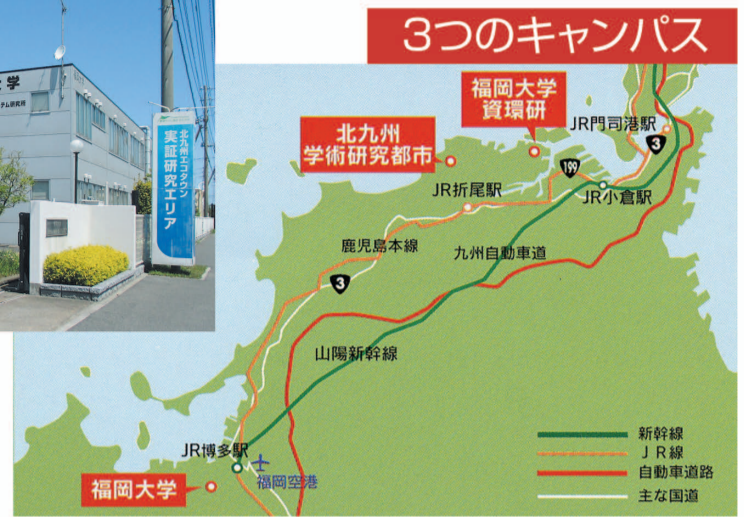 3つのキャンパス
大学
テム研究所
北九州エコタウン
実証研究エリア
福岡大学
資環研
北九州
学術研究都市
JR門司港駅
3
199
JR小倉駅
JR折尾駅
鹿児島本線
九州自動車道
3
山陽新幹線
JR博多駅
福岡空港
福岡大学
新幹線
JR線
自動車道路
主な国道